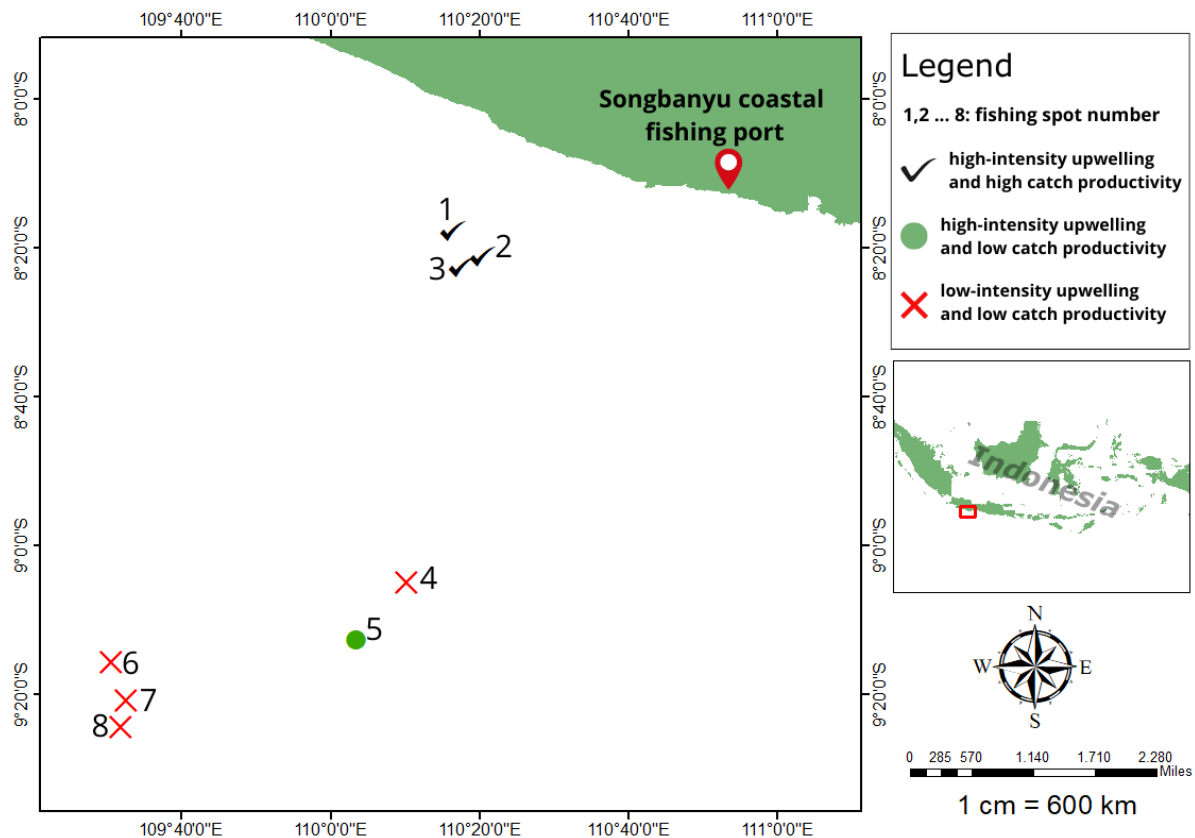 109°40'0"E 110°0'0"E 110°20'0"E 110°40'0"E 111°0'0"E
8°0'0"S
8°20'0"S
8°40'0"S
9°0'0"S
9°20'0"S
Songbanyu coastal
fishing port
1
2
3
4
5
6
7
8
8°0'0"S
8°20'0"S
8°40'0"S
9°0'0"S
9°20'0"S
109°40'0"E 110°0'0"E 110°20'0"E 110°40'0"E 111°0'0"E
Legend
1,2 ... 8: fishing spot number
high-intensity upwelling
and high catch productivity
high-intensity upwelling
and low catch productivity
low-intensity upwelling
and low catch productivity
Indonesia
N
W E
S
0 285 570 1.140 1.710 2.280
Miles
1 cm = 600 km